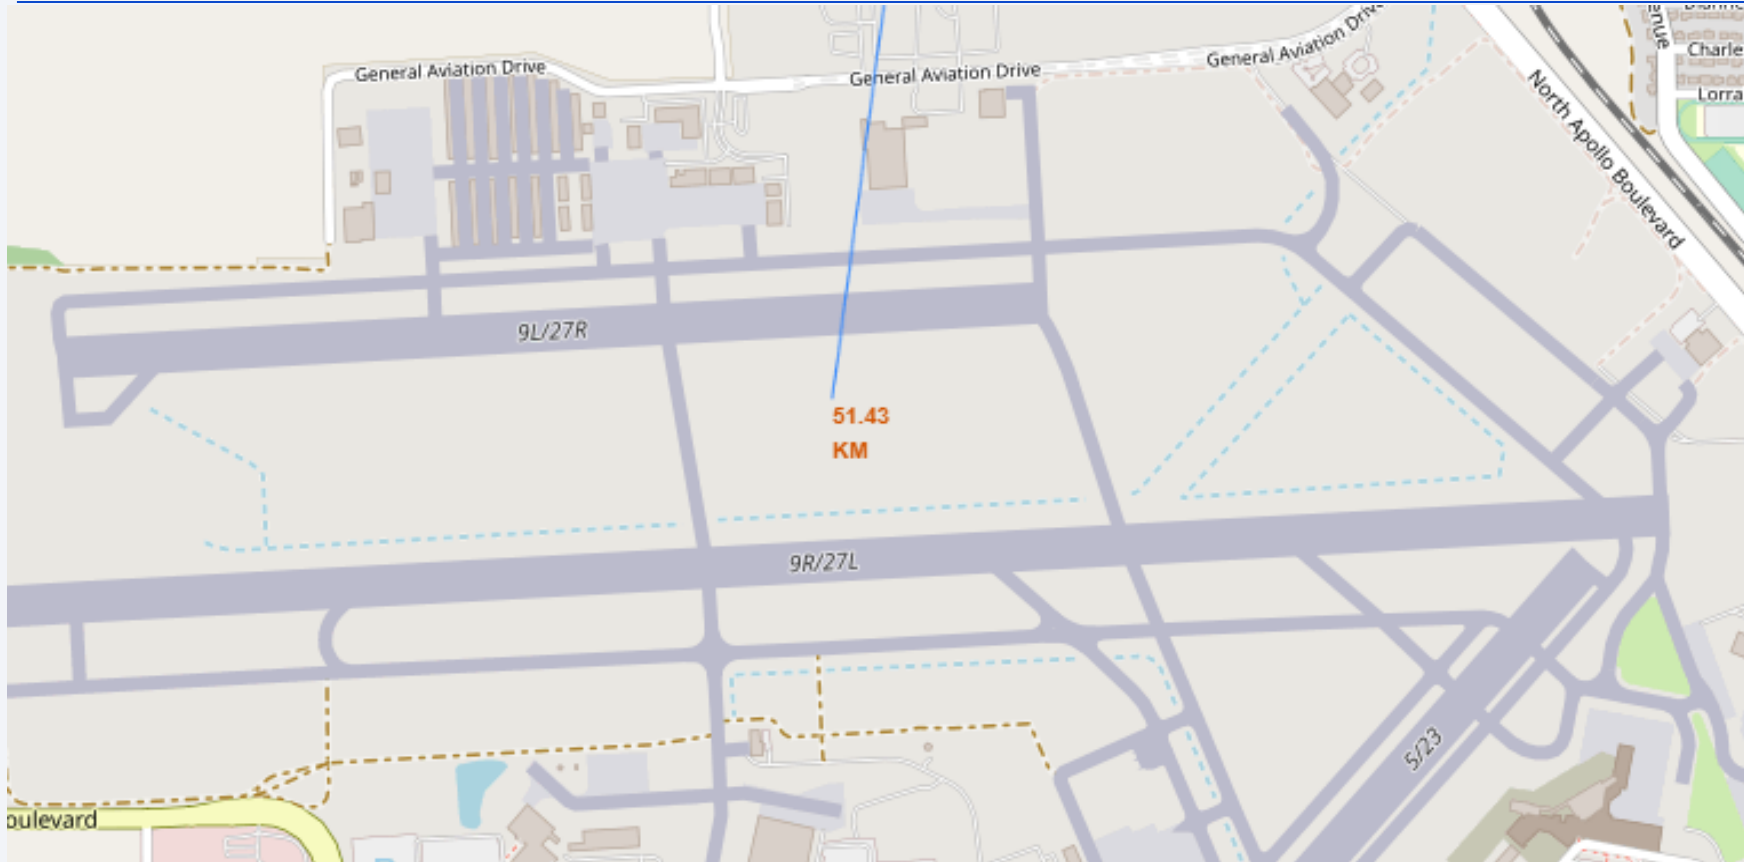 General Aviation Drive
General Aviation Drive
General Aviation Drive
North Apollo Boulevard
enue
Charle
Lorra
9L/27R
51.43
KM
9R/27L
5/23
oulevard